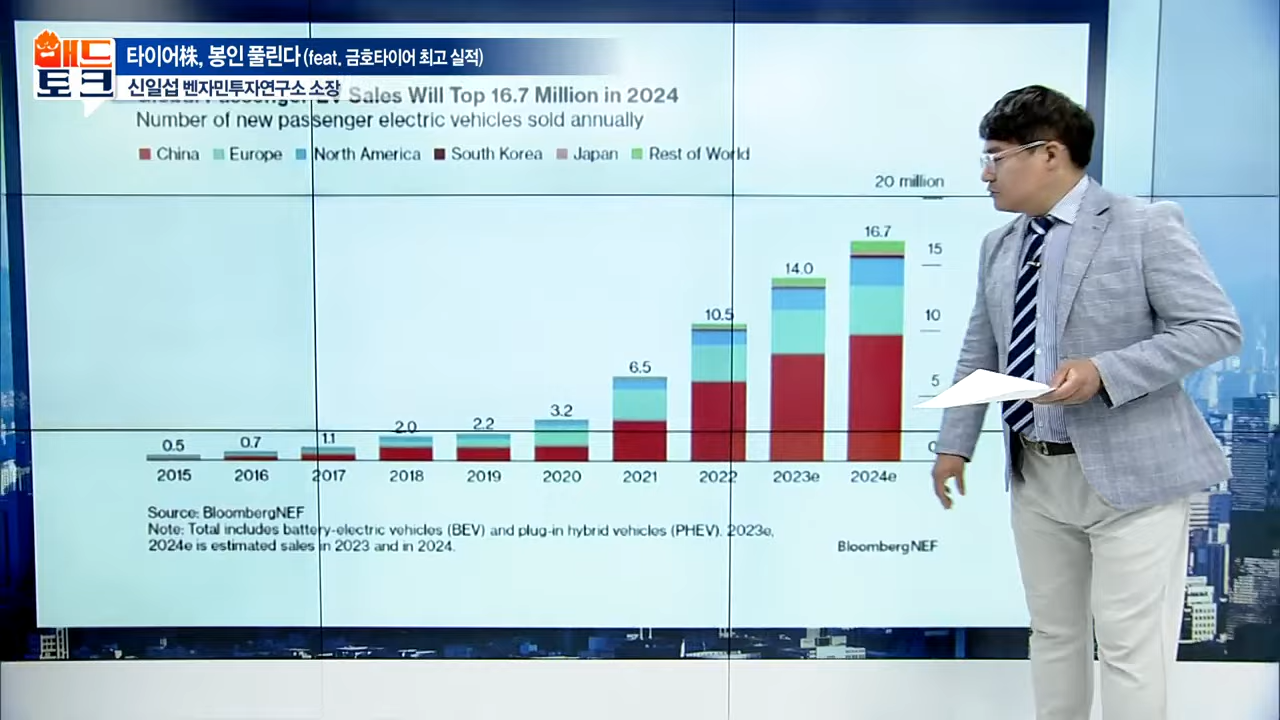 매드
토크
타이어株, 봉인 풀린다 (feat. 금호타이어 최고 실적)
신일섭 벤자민투자연구소 소장
Sales Will Top 16.7 Million in 2024
Number of new passenger electric vehicles sold annually
China Europe North America South Korea Japan Rest of World
20 million
16.7
15
14.0
10.5
10
6.5
5
3.2
2.2
2.0
1.1
0.7
0.5
0
2015 2016 2017 2018 2019 2020 2021 2022 2023e 2024e
Source: BloombergNEF
Note: Total includes battery-electric vehicles (BEV) and plug-in hybrid vehicles (PHEV). 2023e,
2024e is estimated sales in 2023 and in 2024.
BloombergNEF